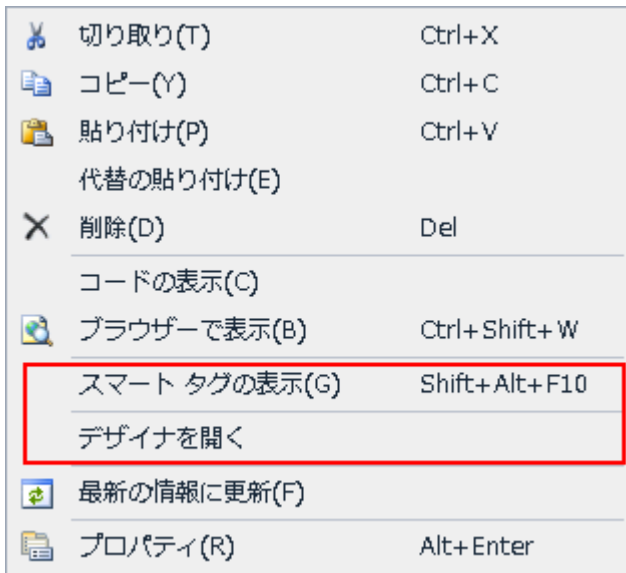 切り取り(T) Ctrl+X
コピー(Y) Ctrl+C
貼り付け(P) Ctrl+V
代替の貼り付け(E)
削除(D) Del
コードの表示(C)
ブラウザーで表示(B) Ctrl+Shift+W
スマート タグの表示(G) Shift+Alt+F10
デザイナを開く
最新の情報に更新(F)
プロパティ(R) Alt+Enter